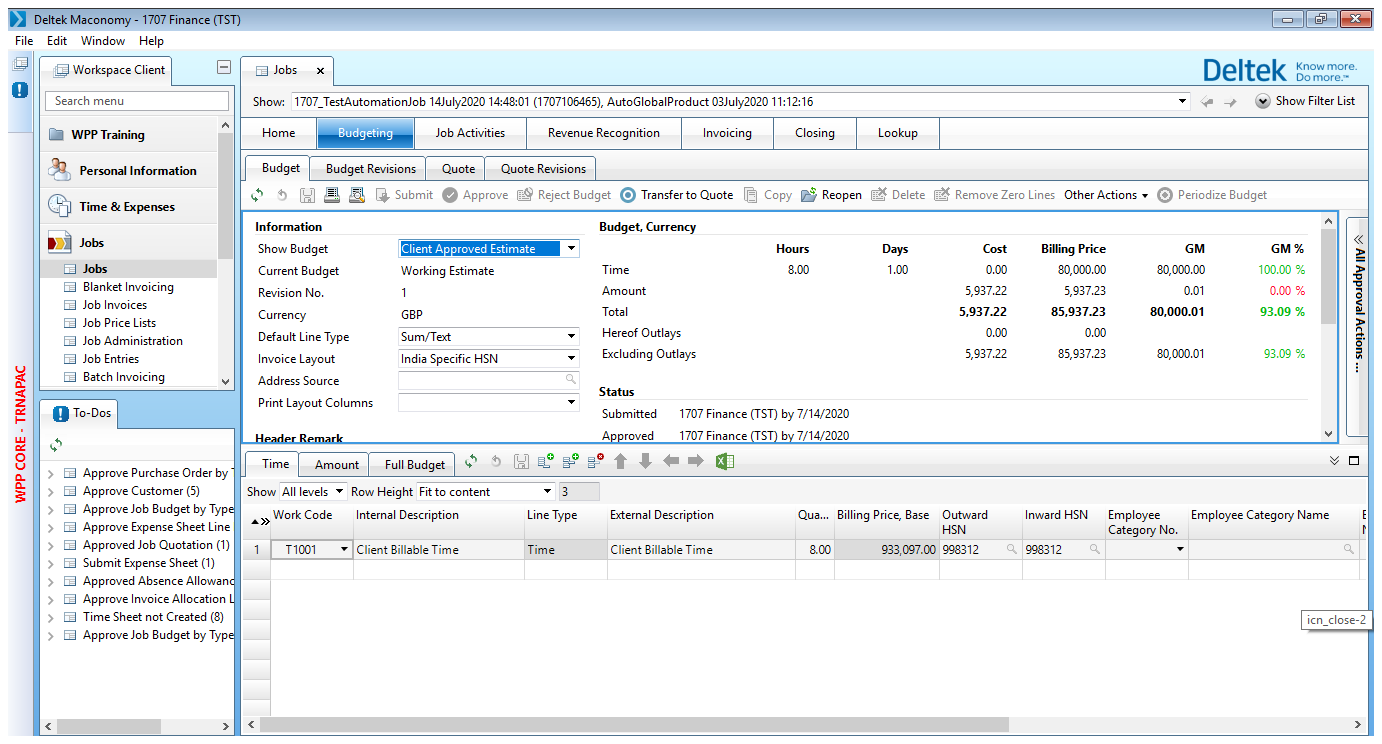 Deltek Maconomy - 1707 Finance (TST)
File Edit Window Help
Workspace Client
Search menu
WPP Training
Personal Information
Time & Expenses
Jobs
Jobs
Blanket Invoicing
Job Invoices
Job Price Lists
Job Administration
Job Entries
Batch Invoicing
WPP CORE - TRNAPAC
To-Dos
Approve Purchase Order by
Approve Customer (5)
Approve Job Budget by Type
Approve Expense Sheet Line
Approved Job Quotation (1)
Submit Expense Sheet (1)
Approved Absence Allowanc
Approve Invoice Allocation L
Time Sheet not Created (8)
Approve Job Budget by Type
Jobs x
Deltek Know more.
Do more.™
Show: 1707_TestAutomationJob 14July2020 14:48:01 (1707106465), AutoGlobalProduct 03July2020 11:12:16 Show Filter List
Home Budgeting Job Activities Revenue Recognition Invoicing Closing Lookup
Budget Budget Revisions Quote Quote Revisions
Submit Approve Reject Budget Transfer to Quote Copy Reopen Delete Remove Zero Lines Other Actions Periodize Budget
Information
Show Budget Client Approved Estimate
Current Budget Working Estimate
Revision No. 1
Currency GBP
Default Line Type Sum/Text
Invoice Layout India Specific HSN
Address Source
Print Layout Columns
Header Remark
Budget, Currency
Hours Days Cost Billing Price GM GM %
Time 8.00 1.00 0.00 80,000.00 80,000.00 100.00 %
Amount 5,937.22 5,937.23 0.01 0.00 %
Total 5,937.22 85,937.23 80,000.01 93.09 %
Hereof Outlays 0.00 0.00
Excluding Outlays 5,937.22 85,937.23 80,000.01 93.09 %
Status
Submitted 1707 Finance (TST) by 7/14/2020
Approved 1707 Finance (TST) by 7/14/2020
All Approval Actions ...
Time Amount Full Budget
Show All levels Row Height Fit to content 3
Work Code Internal Description Line Type External Description Qua... Billing Price, Base Outward HSN Inward HSN Employee Category No. Employee Category Name
1 T1001 Client Billable Time Time Client Billable Time 8.00 933,097.00 998312 998312
icn_close-2